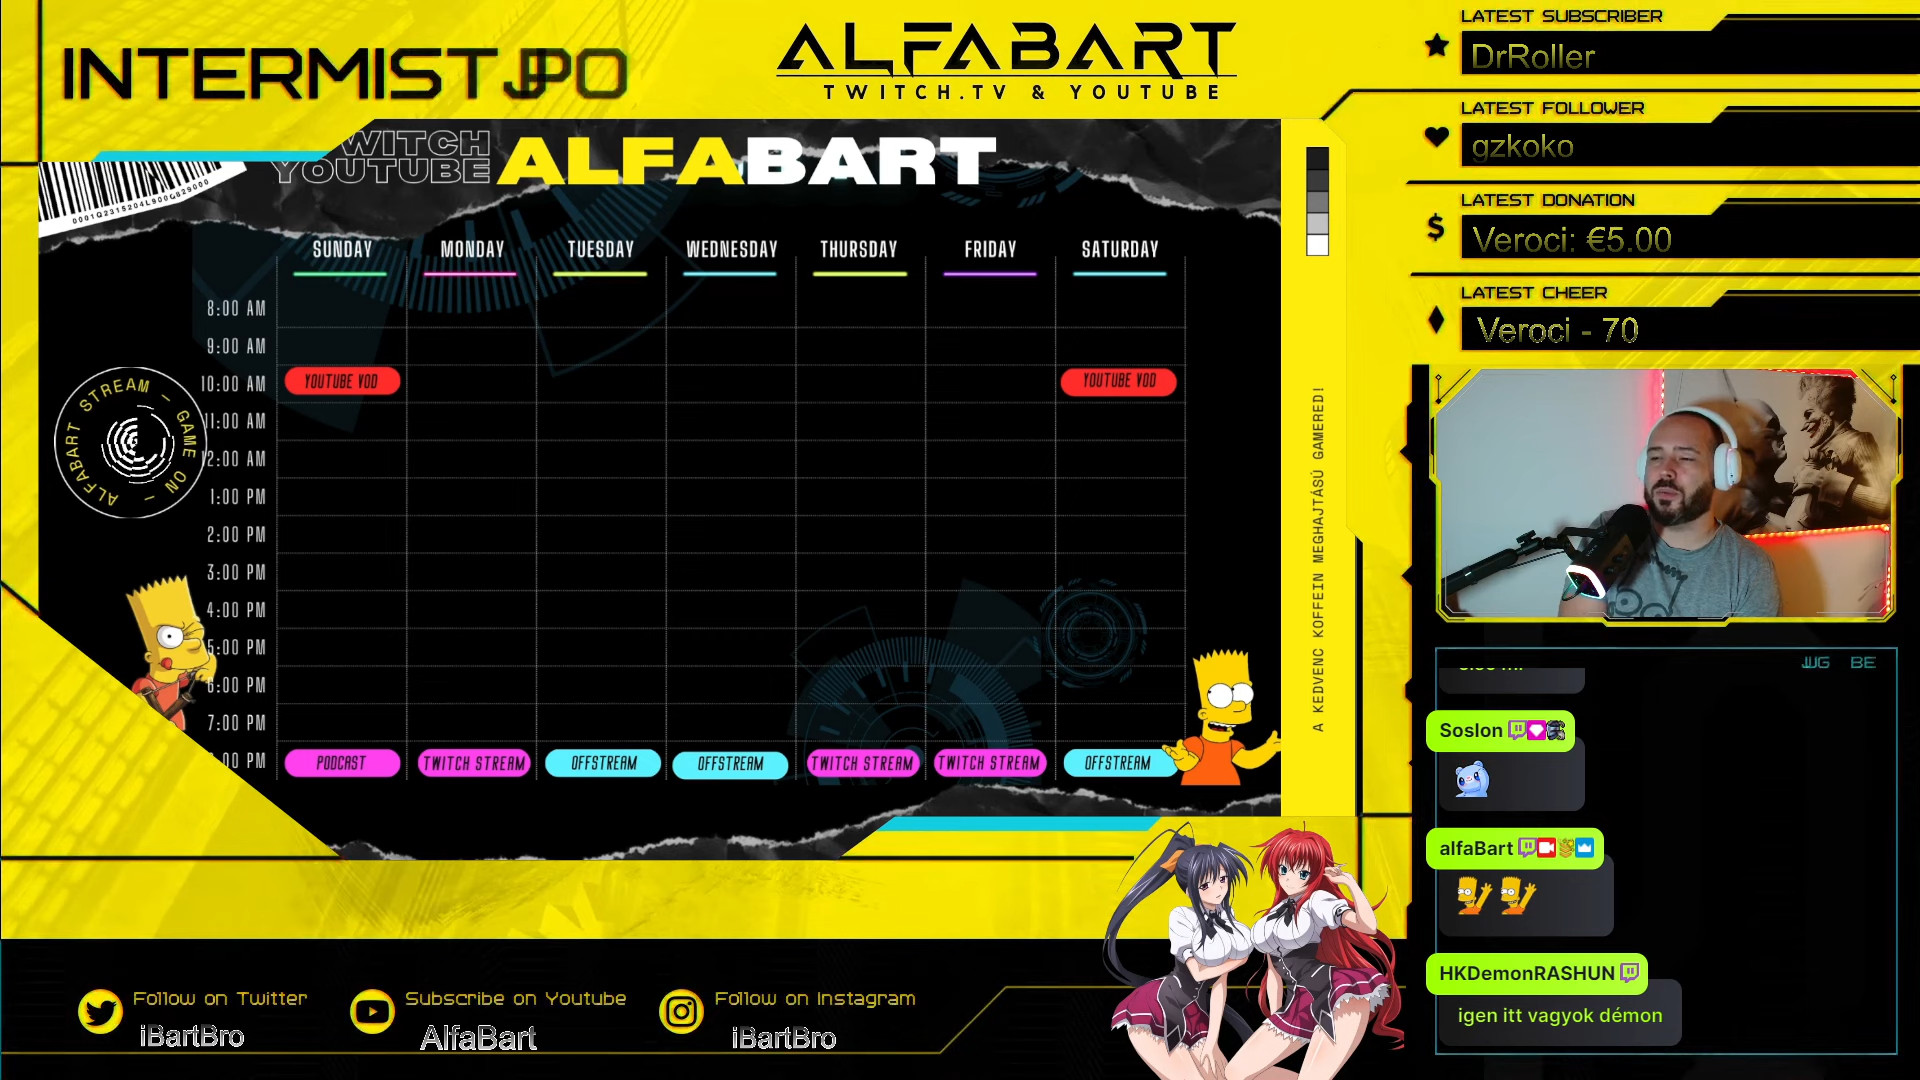 ALFABART
TWITCH.TV & YOUTUBE
TWITCH
YOUTUBE
ALFABART
0001Q2315204L900G829000
SUNDAY MONDAY TUESDAY WEDNESDAY THURSDAY FRIDAY SATURDAY
8:00 AM
9:00 AM
10:00 AM YOUTUBE VOD YOUTUBE VOD
11:00 AM
12:00 AM
1:00 PM
2:00 PM
3:00 PM
4:00 PM
5:00 PM
6:00 PM
7:00 PM
:00 PM PODCAST TWITCH STREAM OFFSTREAM OFFSTREAM TWITCH STREAM TWITCH STREAM OFFSTREAM
ALFABART STREAM – GAME ON –
A KEDVENC KOFFEIN MEGHAJTÁSÚ GAMERED!
LATEST SUBSCRIBER
DrRoller
LATEST FOLLOWER
gzkoko
LATEST DONATION
Veroci: €5.00
LATEST CHEER
Veroci - 70
Soslon
alfaBart
HKDemonRASHUN
igen itt vagyok démon
Follow on Twitter
iBartBro
Subscribe on Youtube
AlfaBart
Follow on Instagram
iBartBro